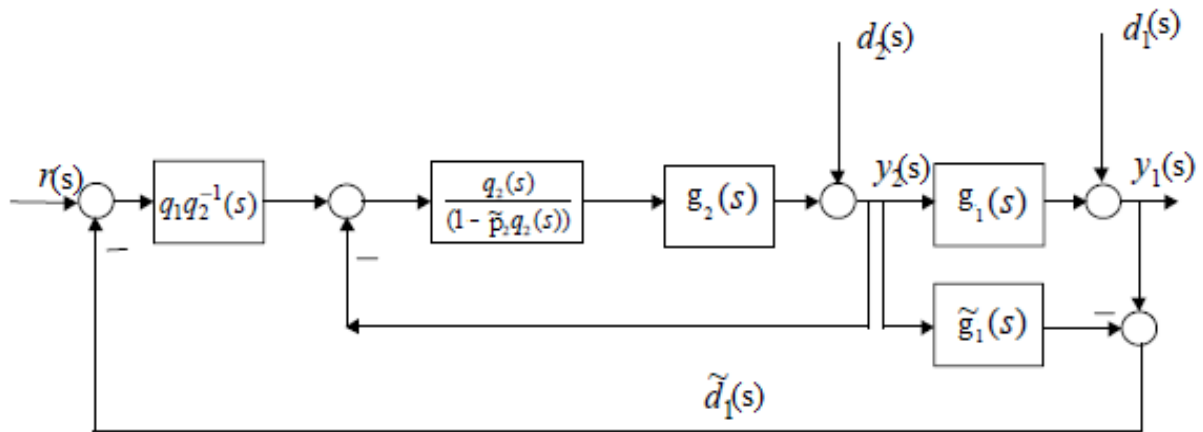 d₂(s)
d₁(s)
r(s)
q₁q₂⁻¹(s)
q₂(s)
(1 - p̃₂q₂(s))
g₂(s)
y₂(s)
g₁(s)
y₁(s)
−
−
g̃₁(s)
−
d̃₁(s)